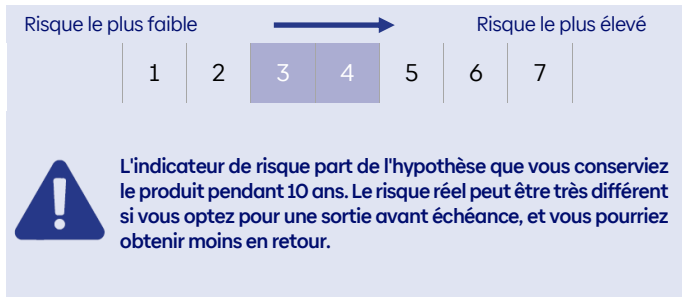 Risque le plus faible Risque le plus élevé
1 2 3 4 5 6 7
L'indicateur de risque part de l'hypothèse que vous conserviez
le produit pendant 10 ans. Le risque réel peut être très différent
si vous optez pour une sortie avant échéance, et vous pourriez
obtenir moins en retour.